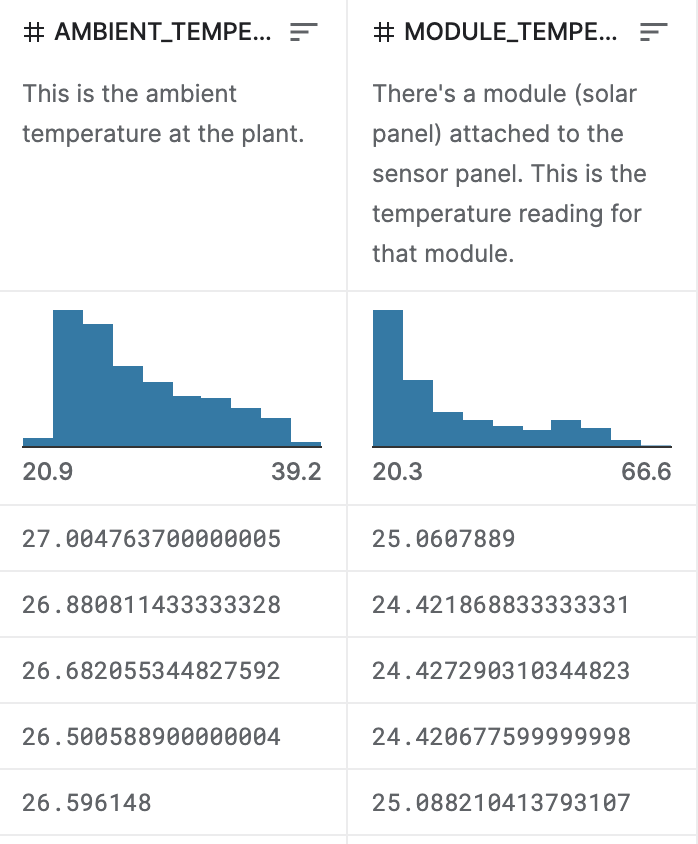 # AMBIENT_TEMPE...
This is the ambient
temperature at the plant.
20.9 39.2
27.004763700000005
26.880811433333328
26.682055344827592
26.500588900000004
26.596148
# MODULE_TEMPE...
There's a module (solar
panel) attached to the
sensor panel. This is the
temperature reading for
that module.
20.3 66.6
25.0607889
24.421868833333331
24.427290310344823
24.420677599999998
25.088210413793107